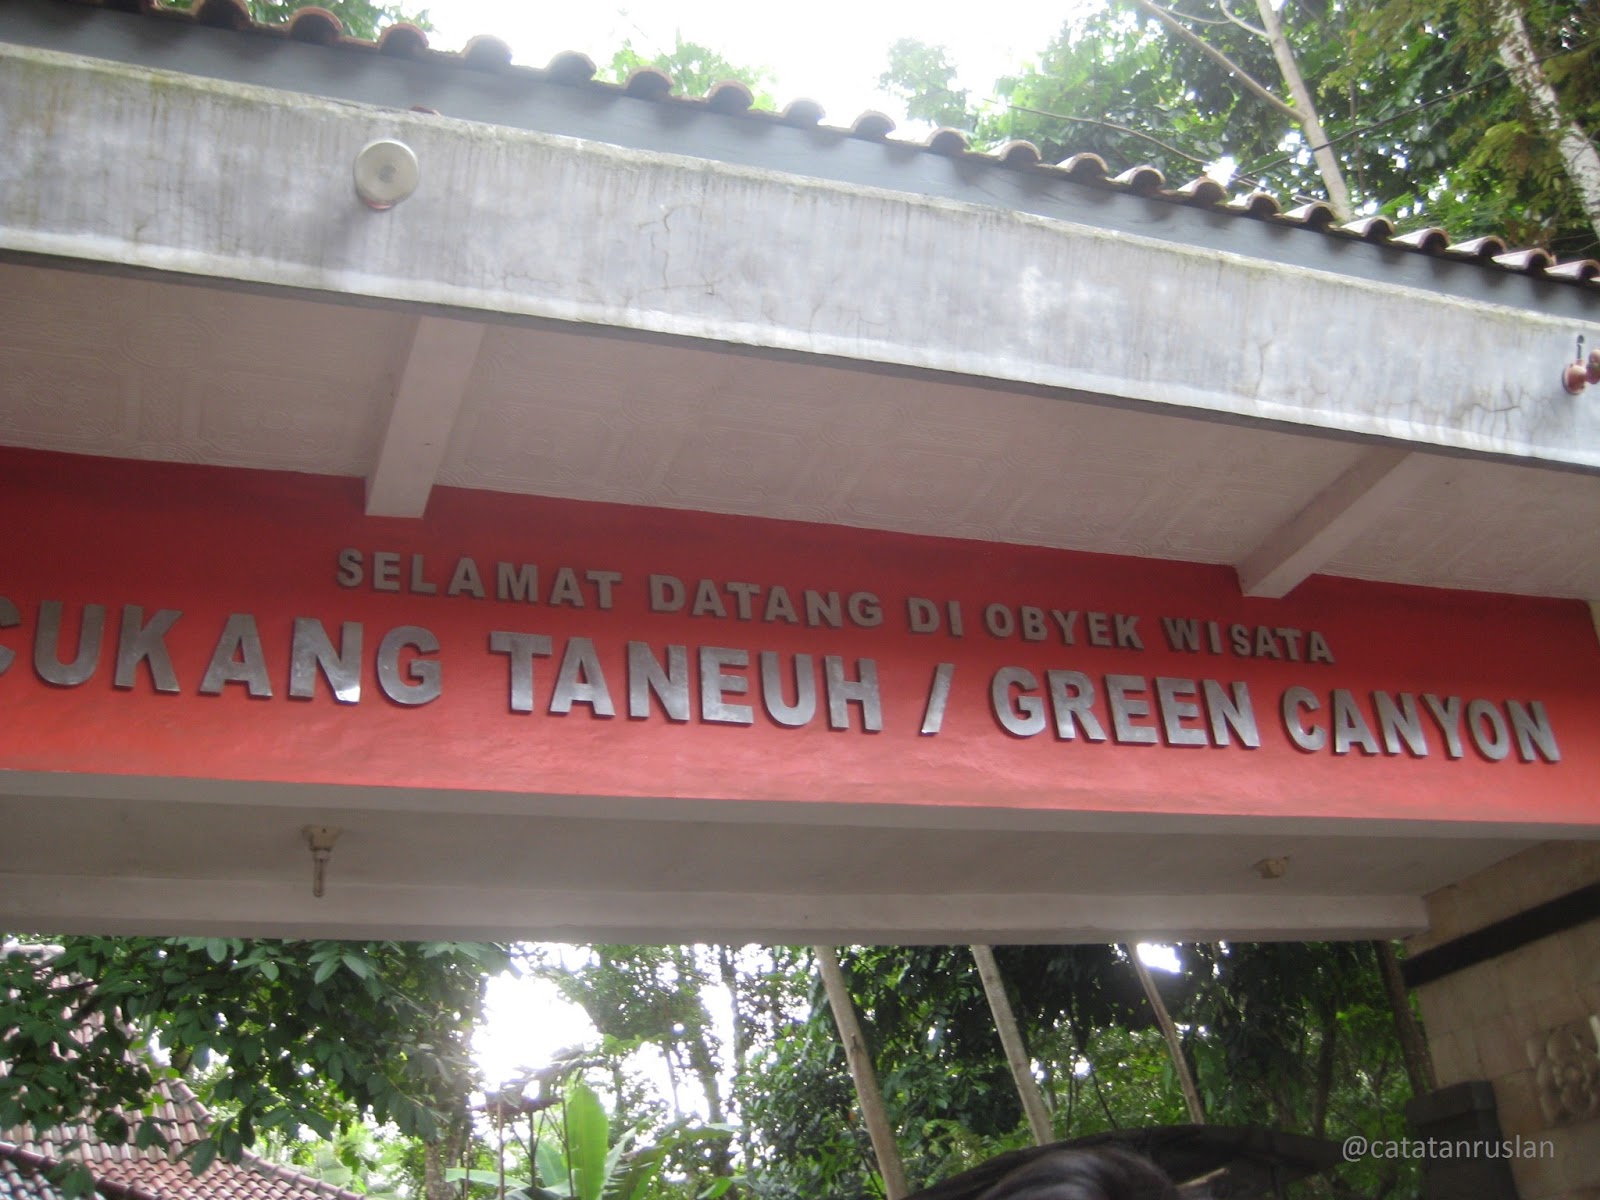 SELAMAT DATANG DI OBYEK WISATA
CUKANG TANEUH / GREEN CANYON
@catatanruslan